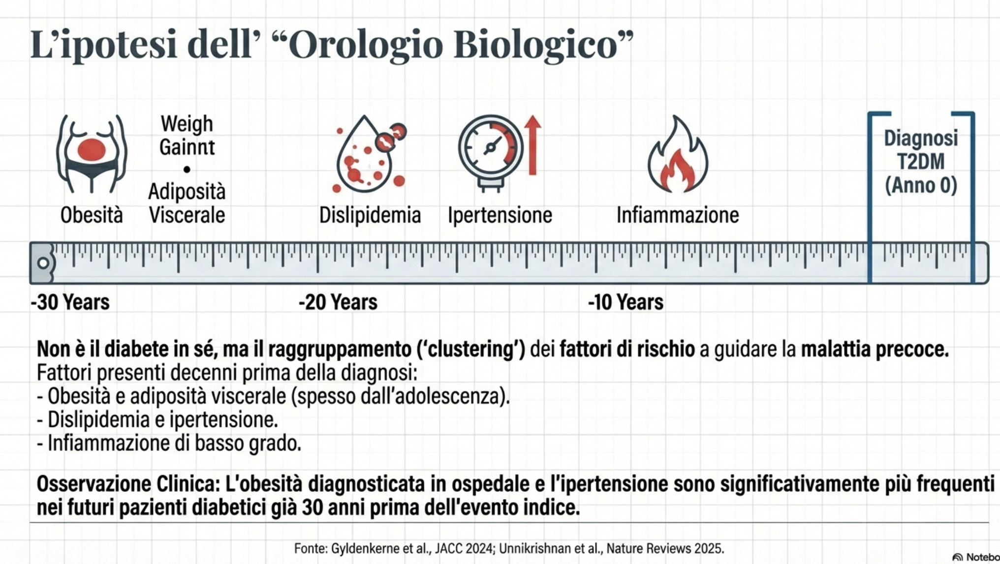 L’ipotesi dell’ “Orologio Biologico”
Obesità
Weigh
Gainnt
•
Adiposità
Viscerale
Dislipidemia
Ipertensione
Infiammazione
Diagnosi
T2DM
(Anno 0)
-30 Years
-20 Years
-10 Years
Non è il diabete in sé, ma il raggruppamento (‘clustering’) dei fattori di rischio a guidare la malattia precoce.
Fattori presenti decenni prima della diagnosi:
- Obesità e adiposità viscerale (spesso dall’adolescenza).
- Dislipidemia e ipertensione.
- Infiammazione di basso grado.
Osservazione Clinica: L'obesità diagnosticata in ospedale e l’ipertensione sono significativamente più frequenti
nei futuri pazienti diabetici già 30 anni prima dell'evento indice.
Fonte: Gyldenkerne et al., JACC 2024; Unnikrishnan et al., Nature Reviews 2025.
Notebo